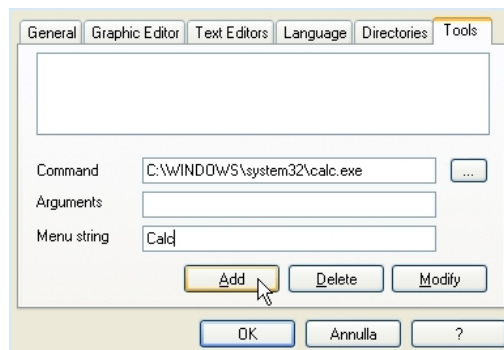 General Graphic Editor Text Editors Language Directories Tools
Command C:\WINDOWS\system32\calc.exe ...
Arguments
Menu string Calc
Add Delete Modify
OK Annulla ?